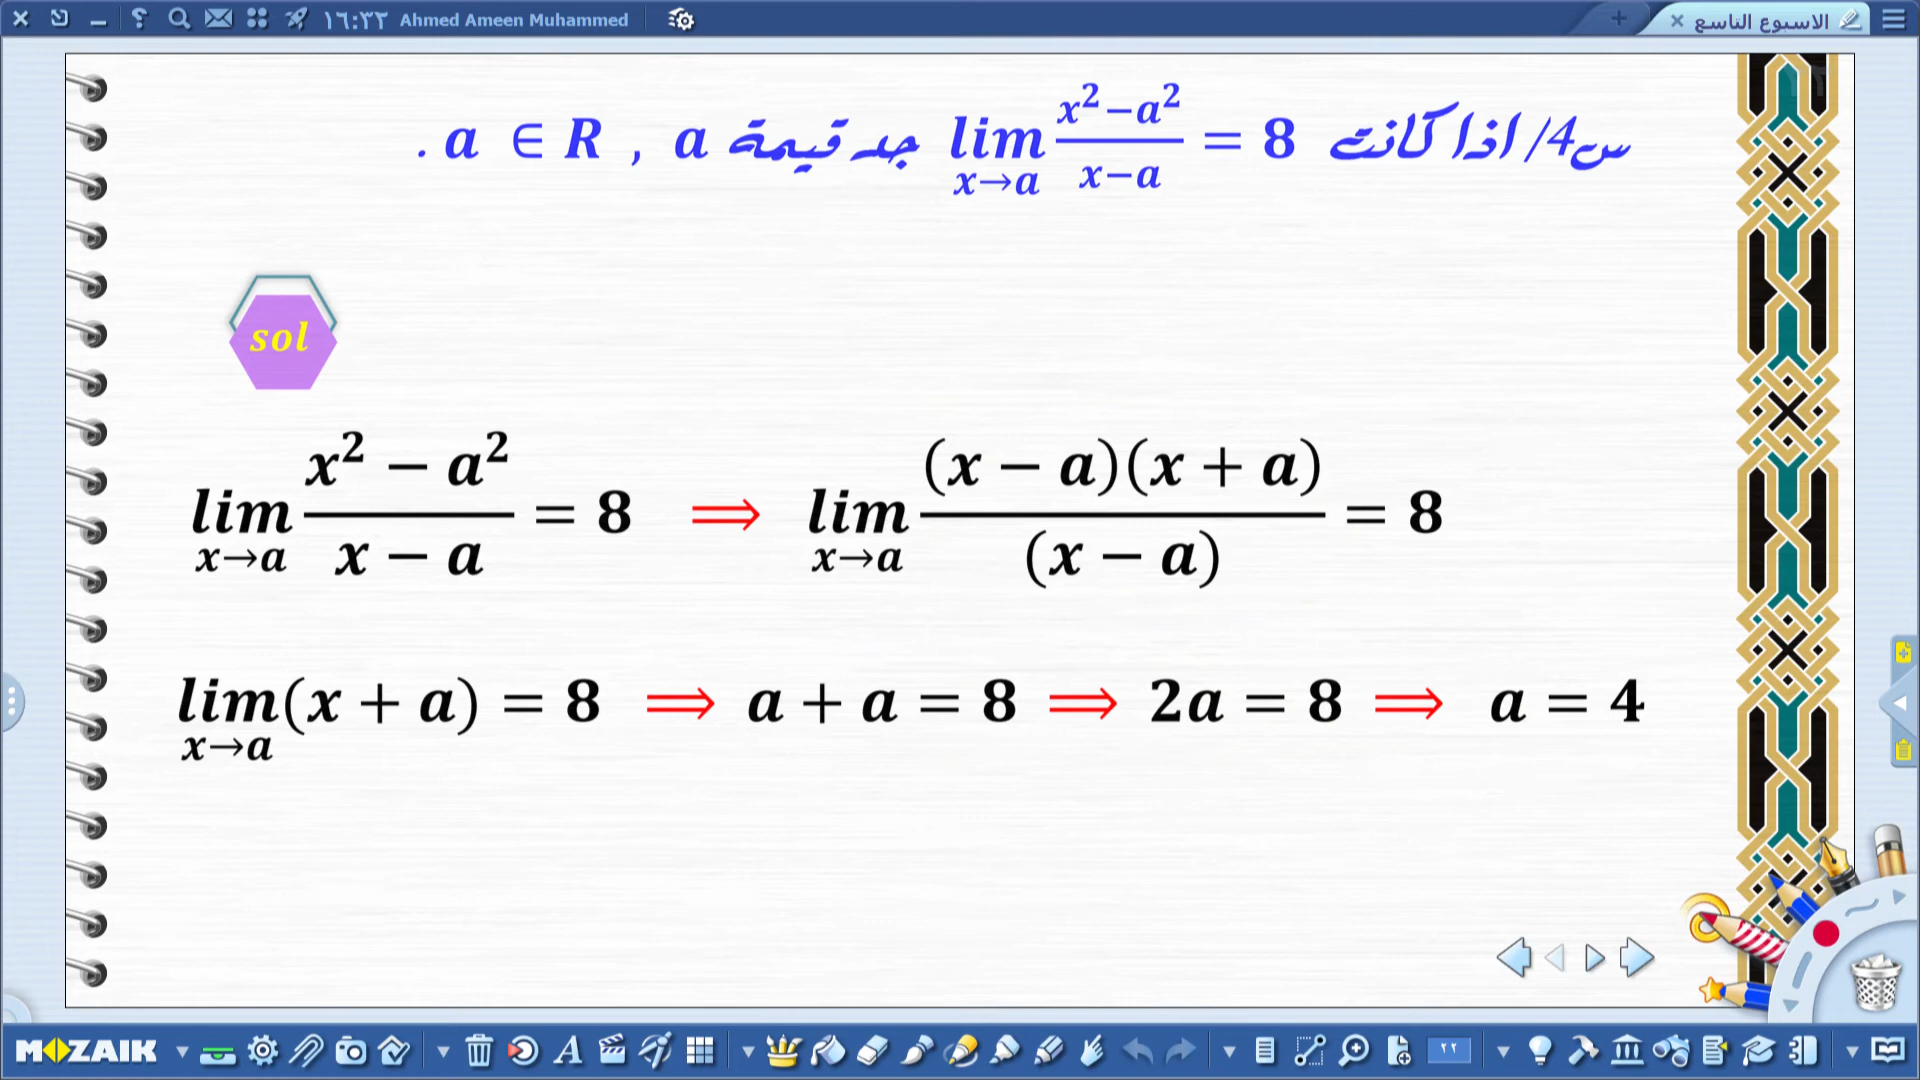 ١٦:٢٢ Ahmed Ameen Muhammed
الاسبوع التاسع
س4/ اذا كانت lim x→a (x²−a²)/(x−a) = 8 جد قيمة a , a ∈ R .
sol
lim x→a (x² − a²)/(x − a) = 8 ⟹ lim x→a ((x − a)(x + a))/((x − a)) = 8
lim x→a (x + a) = 8 ⟹ a + a = 8 ⟹ 2a = 8 ⟹ a = 4
MOZAIK
٢٢